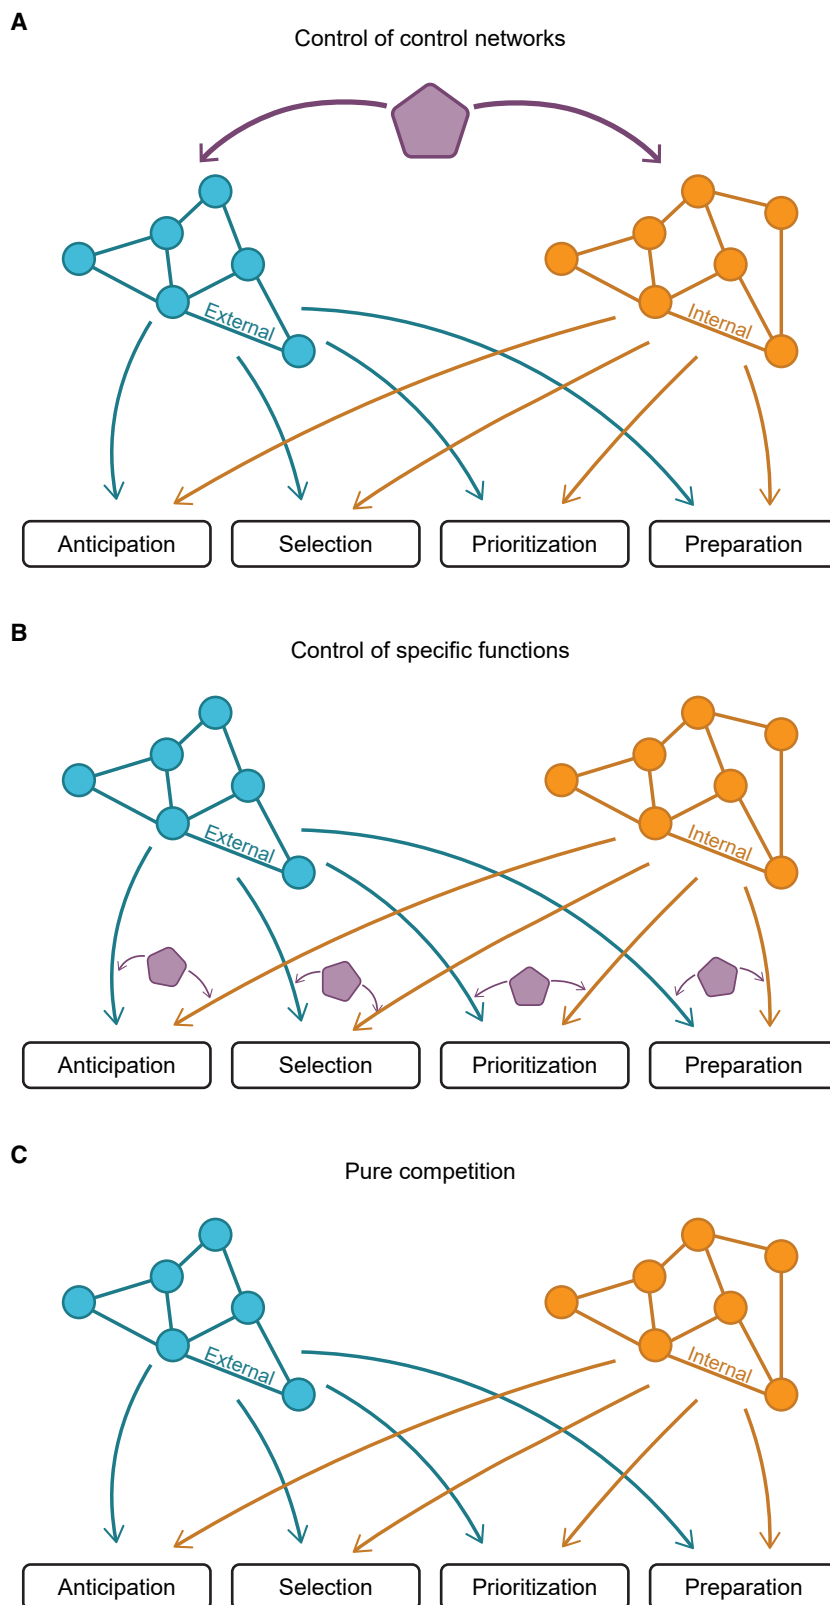 A
Control of control networks
External
Internal
Anticipation
Selection
Prioritization
Preparation
B
Control of specific functions
External
Internal
Anticipation
Selection
Prioritization
Preparation
C
Pure competition
External
Internal
Anticipation
Selection
Prioritization
Preparation